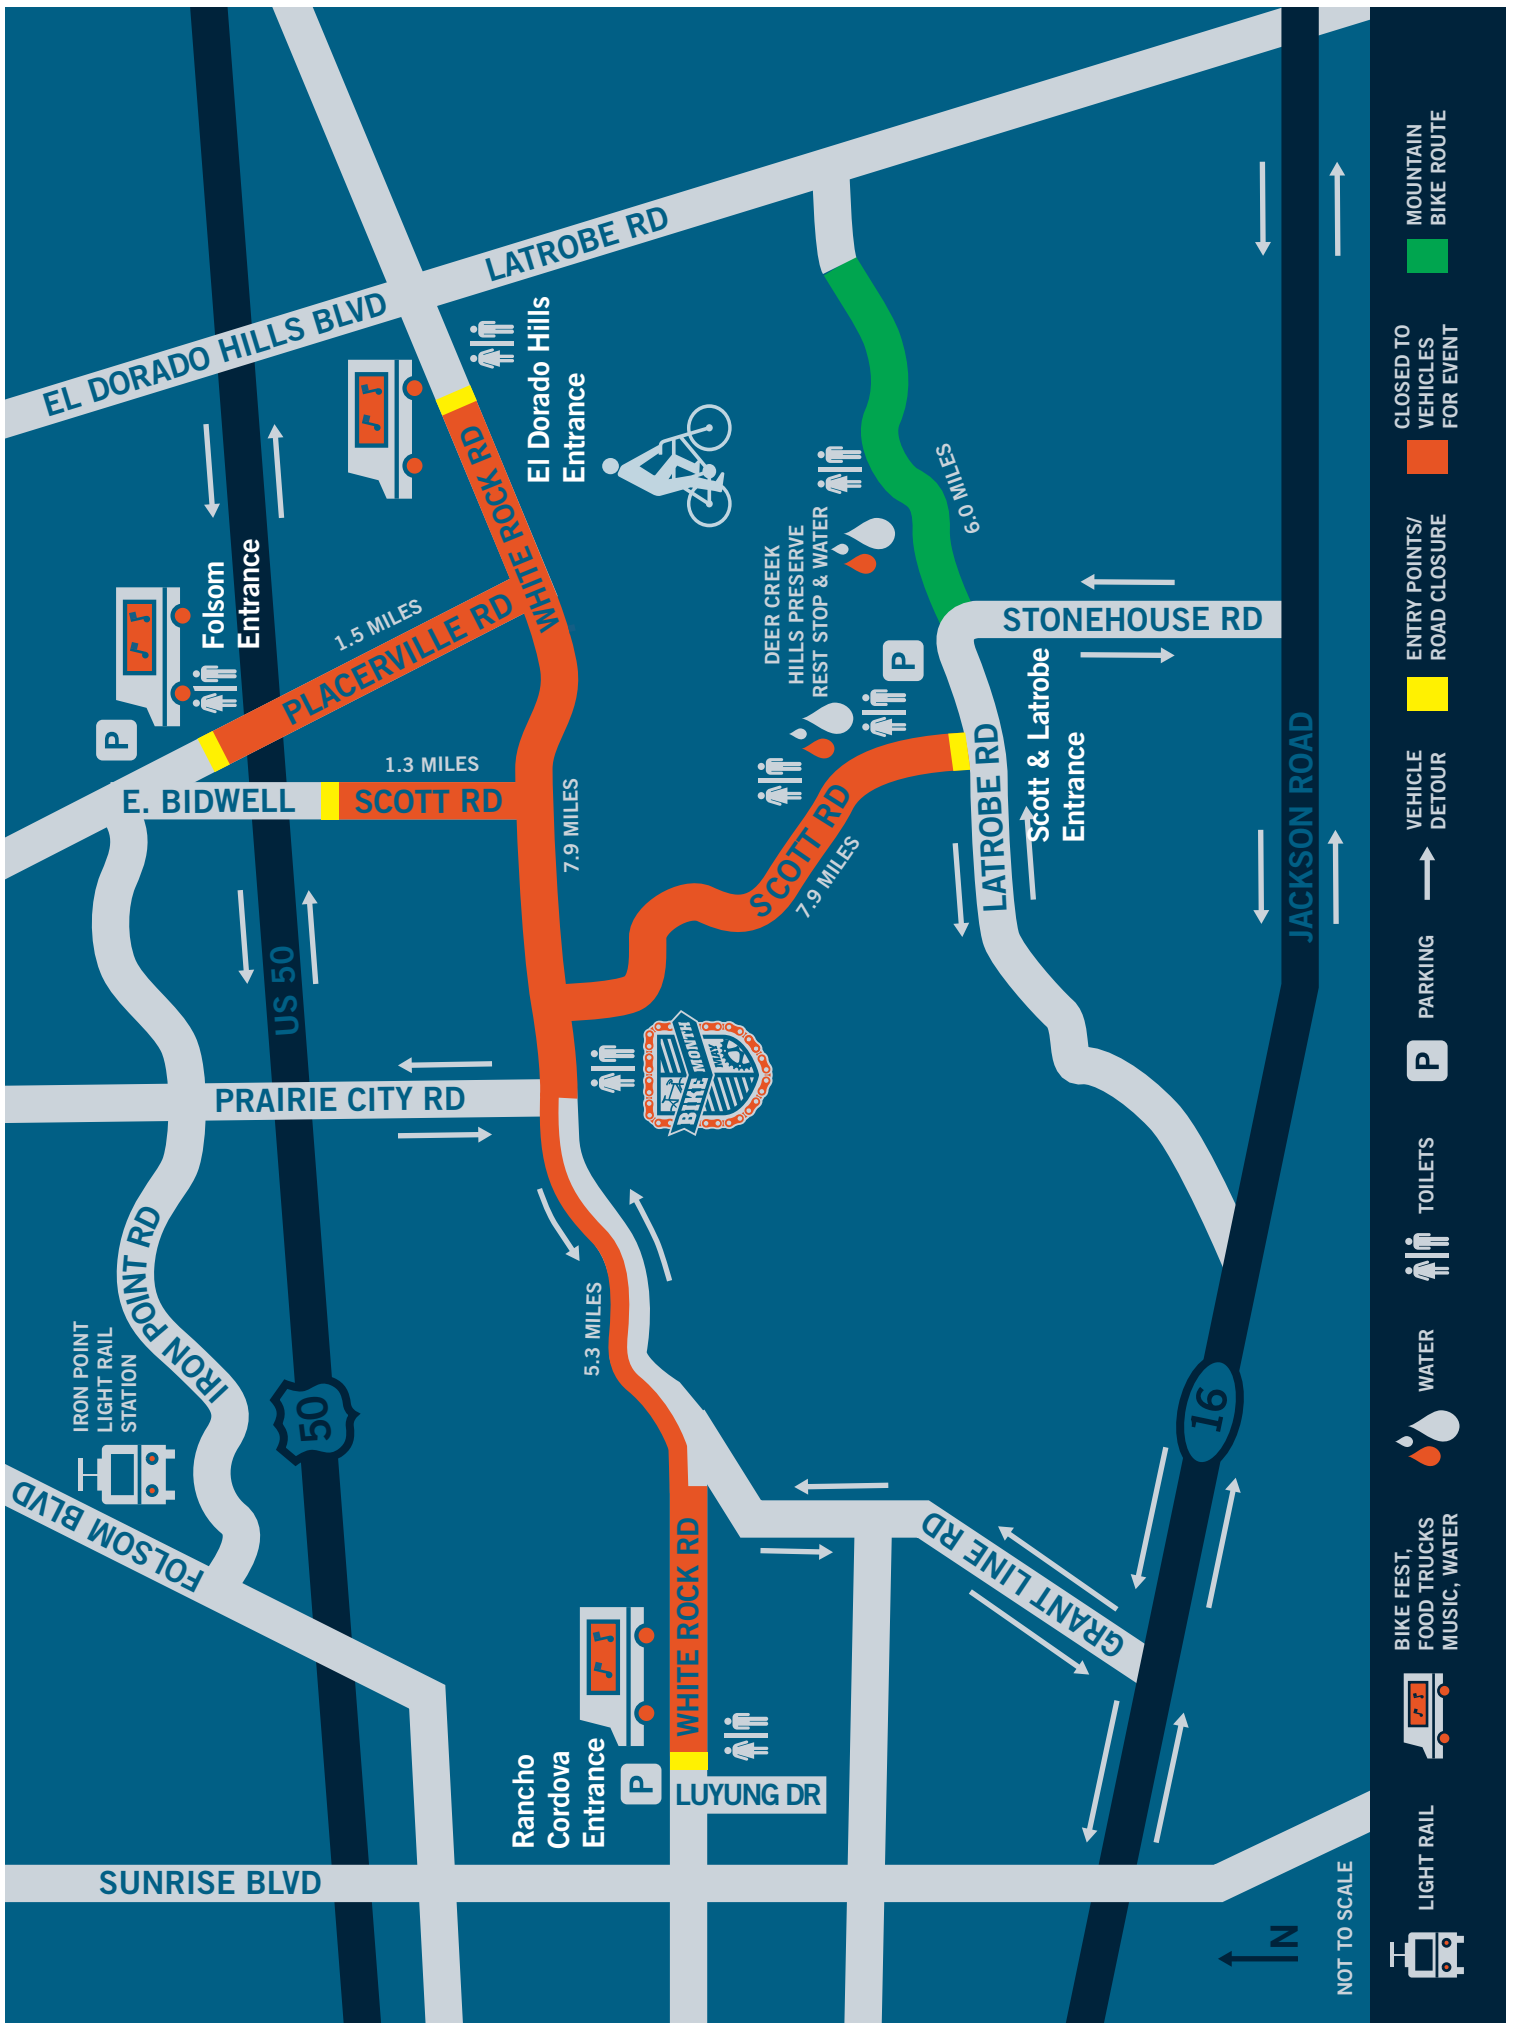 EL DORADO HILLS BLVD
LATROBE RD
El Dorado Hills
Entrance
WHITE ROCK RD
Folsom
Entrance
1.5 MILES
PLACERVILLE RD
P
E. BIDWELL
1.3 MILES
SCOTT RD
7.9 MILES
DEER CREEK
HILLS PRESERVE
REST STOP & WATER
6.0 MILES
P
STONEHOUSE RD
Scott & Latrobe
Entrance
LATROBE RD
SCOTT RD
7.9 MILES
JACKSON ROAD
US 50
PRAIRIE CITY RD
BIKE MONTH
MAY
IRON POINT RD
IRON POINT
LIGHT RAIL
STATION
50
5.3 MILES
16
FOLSOM BLVD
GRANT LINE RD
WHITE ROCK RD
Rancho
Cordova
Entrance
P
LUYUNG DR
SUNRISE BLVD
N
NOT TO SCALE
LIGHT RAIL
BIKE FEST,
FOOD TRUCKS
MUSIC, WATER
WATER
TOILETS
P
PARKING
VEHICLE
DETOUR
ENTRY POINTS/
ROAD CLOSURE
CLOSED TO
VEHICLES
FOR EVENT
MOUNTAIN
BIKE ROUTE